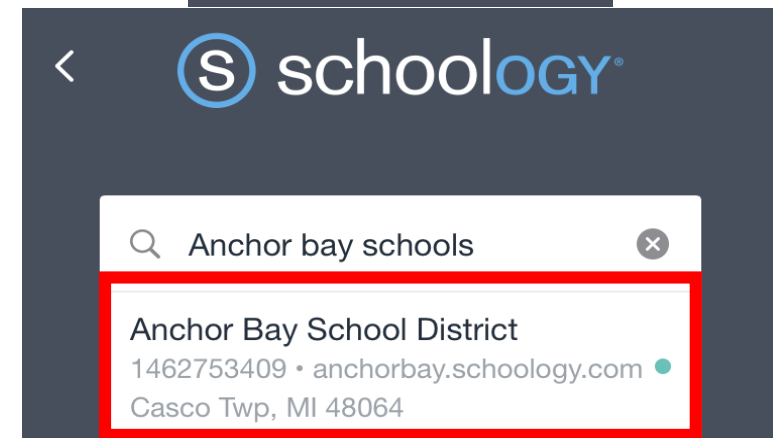 S schoology®
Anchor bay schools
Anchor Bay School District
1462753409 • anchorbay.schoology.com
Casco Twp, MI 48064